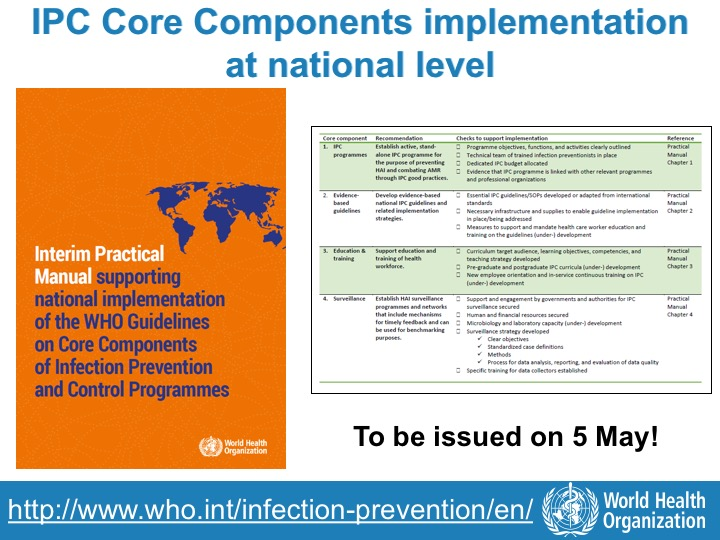 IPC Core Components implementation
at national level
Interim Practical
Manual supporting
national implementation
of the WHO Guidelines
on Core Components
of Infection Prevention
and Control Programmes
World Health
Organization
Core component Recommendation Checks to support implementation Reference
1. IPC programmes
Establish active, stand-
alone IPC programme for
the purpose of preventing
HAI and combating AMR
through IPC good practices.
☐ Programme objectives, functions, and activities clearly outlined
☐ Technical team of trained infection preventionists in place
☐ Dedicated IPC budget allocated
☐ Evidence that IPC programme is linked with other relevant programmes
and professional organizations
Practical
Manual
Chapter 1
2. Evidence-
based
guidelines
Develop evidence-based
national IPC guidelines and
related implementation
strategies.
☐ Essential IPC guidelines/SOPs developed or adapted from international
standards
☐ Necessary infrastructure and supplies to enable guideline implementation
in place/being addressed
☐ Measures to support and mandate health care worker education and
training on the guidelines (under-) development
Practical
Manual
Chapter 2
3. Education &
training
Support education and
training of health
workforce.
☐ Curriculum target audience, learning objectives, competencies, and
teaching strategy developed
☐ Pre-graduate and postgraduate IPC curricula (under-) development
☐ New employee orientation and in-service continuous training on IPC
(under-) development
Practical
Manual
Chapter 3
4. Surveillance
Establish HAI surveillance
programmes and networks
that include mechanisms
for timely feedback and can
be used for benchmarking
purposes.
☐ Support and engagement by governments and authorities for IPC
surveillance secured
☐ Human and financial resources secured
☐ Microbiology and laboratory capacity (under-) development
☐ Surveillance strategy developed
✓ Clear objectives
✓ Standardized case definitions
✓ Methods
✓ Process for data analysis, reporting, and evaluation of data quality
☐ Specific training for data collectors established
Practical
Manual
Chapter 4
To be issued on 5 May!
http://www.who.int/infection-prevention/en/
World Health
Organization